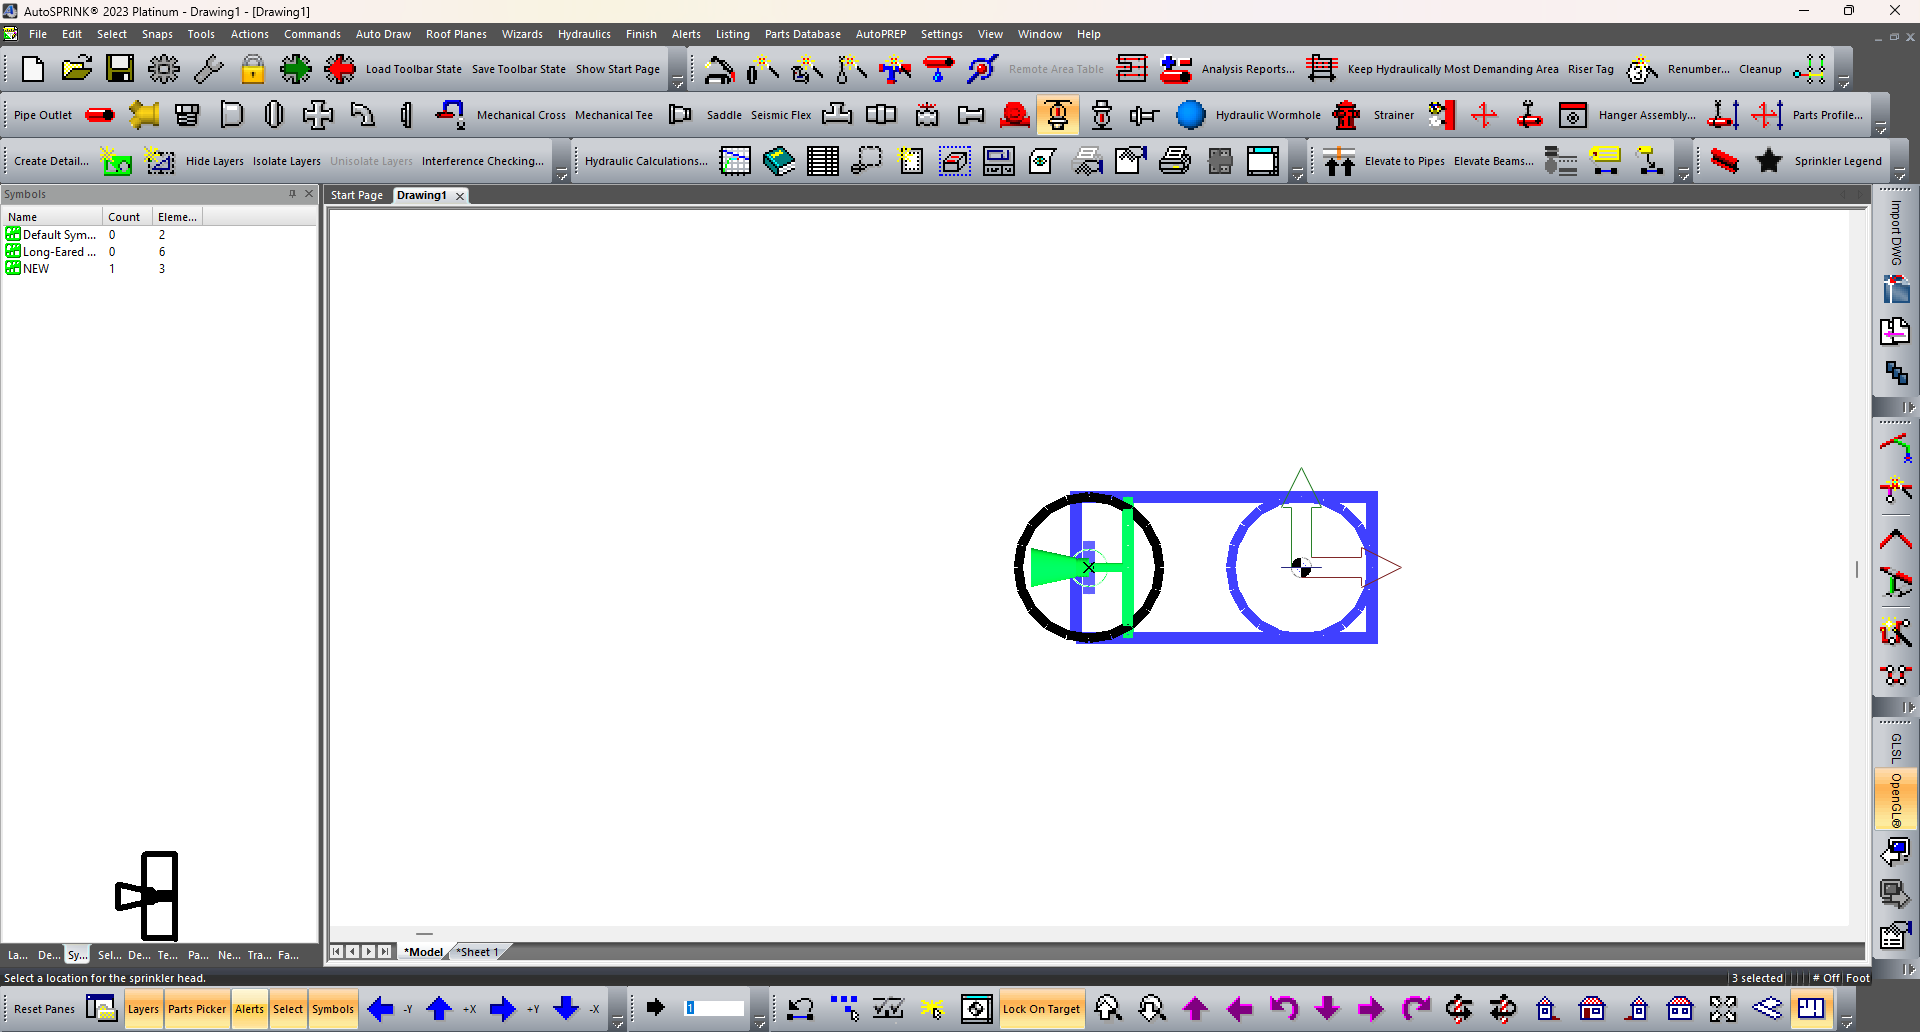 AutoSPRINK® 2023 Platinum - Drawing1 - [Drawing1]
File Edit Select Snaps Tools Actions Commands Auto Draw Roof Planes Wizards Hydraulics Finish Alerts Listing Parts Database AutoPREP Settings View Window Help
Load Toolbar State Save Toolbar State Show Start Page Remote Area Table Analysis Reports... Keep Hydraulically Most Demanding Area Riser Tag Renumber... Cleanup
Pipe Outlet Mechanical Cross Mechanical Tee Saddle Seismic Flex Hydraulic Wormhole Strainer Hanger Assembly... Parts Profile...
Create Detail... Hide Layers Isolate Layers Unisolate Layers Interference Checking... Hydraulic Calculations... Elevate to Pipes Elevate Beams... Sprinkler Legend
Symbols Start Page Drawing1
Name Count Eleme...
Default Sym... 0 2
Long-Eared ... 0 6
NEW 1 3
Import DWG
GLSL
OpenGL®
La... De... Sy... Sel... De... Te... Pa... Ne... Tra... Fa... *Model *Sheet 1
Select a location for the sprinkler head. 3 selected # Off Foot
Reset Panes Layers Parts Picker Alerts Select Symbols -Y +X +Y -X 1 Lock On Target